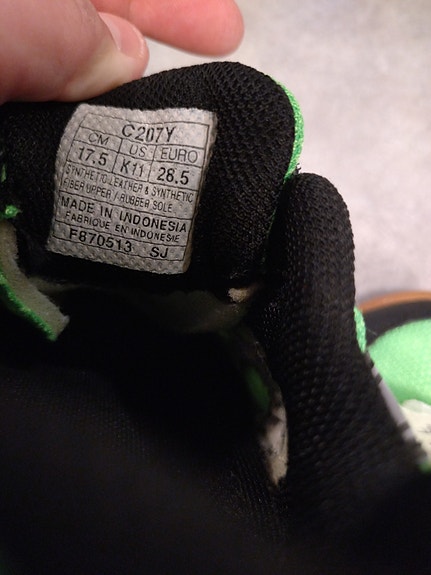 C207Y
CM US EURO
17.5 K11 28.5
SYNTHETIC LEATHER & SYNTHETIC
FIBER UPPER / RUBBER SOLE
MADE IN INDONESIA
FABRIQUE EN INDONESIE
F870513 SJ